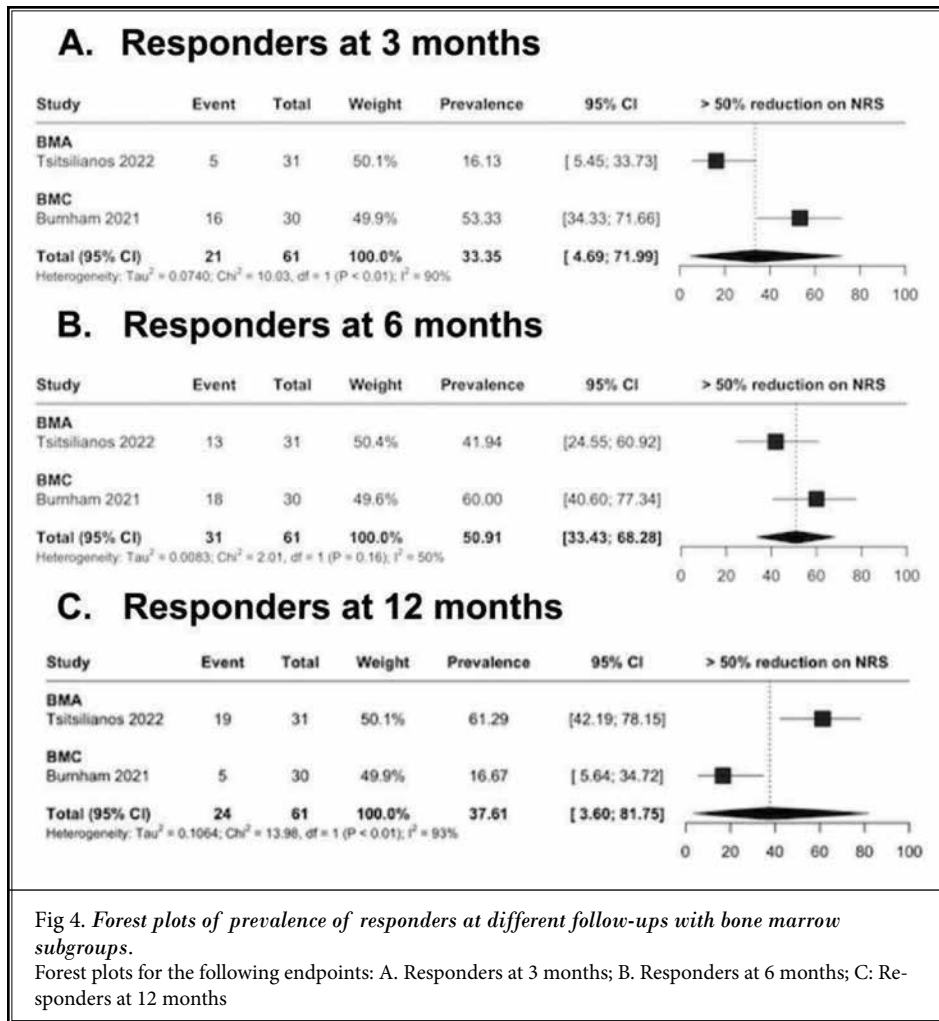 A. Responders at 3 months
Study Event Total Weight Prevalence 95% CI > 50% reduction on NRS
BMA
Tsitsilianos 2022 5 31 50.1% 16.13 [ 5.45; 33.73]
BMC
Burnham 2021 16 30 49.9% 53.33 [34.33; 71.66]
Total (95% CI) 21 61 100.0% 33.35 [ 4.69; 71.99]
Heterogeneity: Tau² = 0.0740; Chi² = 10.03, df = 1 (P < 0.01); I² = 90%
0 20 40 60 80 100
B. Responders at 6 months
Study Event Total Weight Prevalence 95% CI > 50% reduction on NRS
BMA
Tsitsilianos 2022 13 31 50.4% 41.94 [24.55; 60.92]
BMC
Burnham 2021 18 30 49.6% 60.00 [40.60; 77.34]
Total (95% CI) 31 61 100.0% 50.91 [33.43; 68.28]
Heterogeneity: Tau² = 0.0083; Chi² = 2.01, df = 1 (P = 0.16); I² = 50%
0 20 40 60 80 100
C. Responders at 12 months
Study Event Total Weight Prevalence 95% CI > 50% reduction on NRS
BMA
Tsitsilianos 2022 19 31 50.1% 61.29 [42.19; 78.15]
BMC
Burnham 2021 5 30 49.9% 16.67 [ 5.64; 34.72]
Total (95% CI) 24 61 100.0% 37.61 [ 3.60; 81.75]
Heterogeneity: Tau² = 0.1064; Chi² = 13.98, df = 1 (P < 0.01); I² = 93%
0 20 40 60 80 100
Fig 4. Forest plots of prevalence of responders at different follow-ups with bone marrow
subgroups.
Forest plots for the following endpoints: A. Responders at 3 months; B. Responders at 6 months; C: Re-
sponders at 12 months